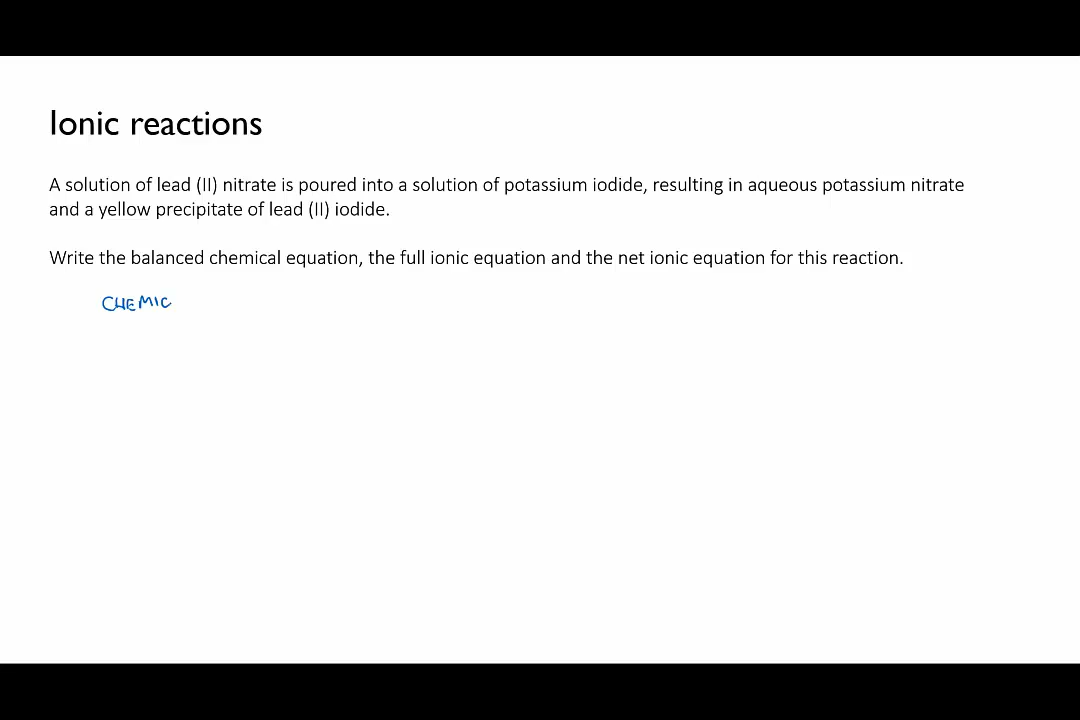 Ionic reactions
A solution of lead (II) nitrate is poured into a solution of potassium iodide, resulting in aqueous potassium nitrate
and a yellow precipitate of lead (II) iodide.
Write the balanced chemical equation, the full ionic equation and the net ionic equation for this reaction.
CHEMIC